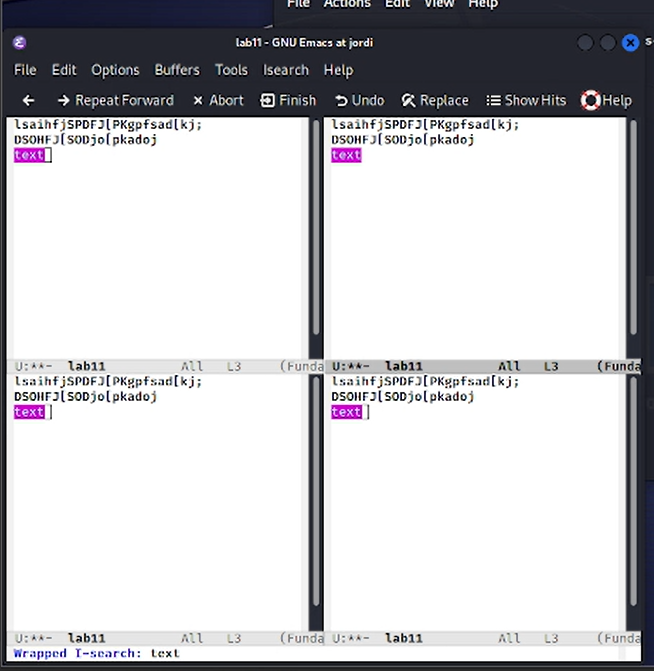 File Actions Edit View Help
lab11 - GNU Emacs at jordi
File Edit Options Buffers Tools Isearch Help
Repeat Forward Abort Finish Undo Replace Show Hits Help
lsaihfjSPDFJ[PKgpfsad[kj;
DSOHFJ[SODjo[pkadoj
text
U:**- lab11 All L3 (Funda
lsaihfjSPDFJ[PKgpfsad[kj;
DSOHFJ[SODjo[pkadoj
text
U:**- lab11 All L3 (Funda
lsaihfjSPDFJ[PKgpfsad[kj;
DSOHFJ[SODjo[pkadoj
text
U:**- lab11 All L3 (Funda
lsaihfjSPDFJ[PKgpfsad[kj;
DSOHFJ[SODjo[pkadoj
text
U:**- lab11 All L3 (Funda
Wrapped I-search: text